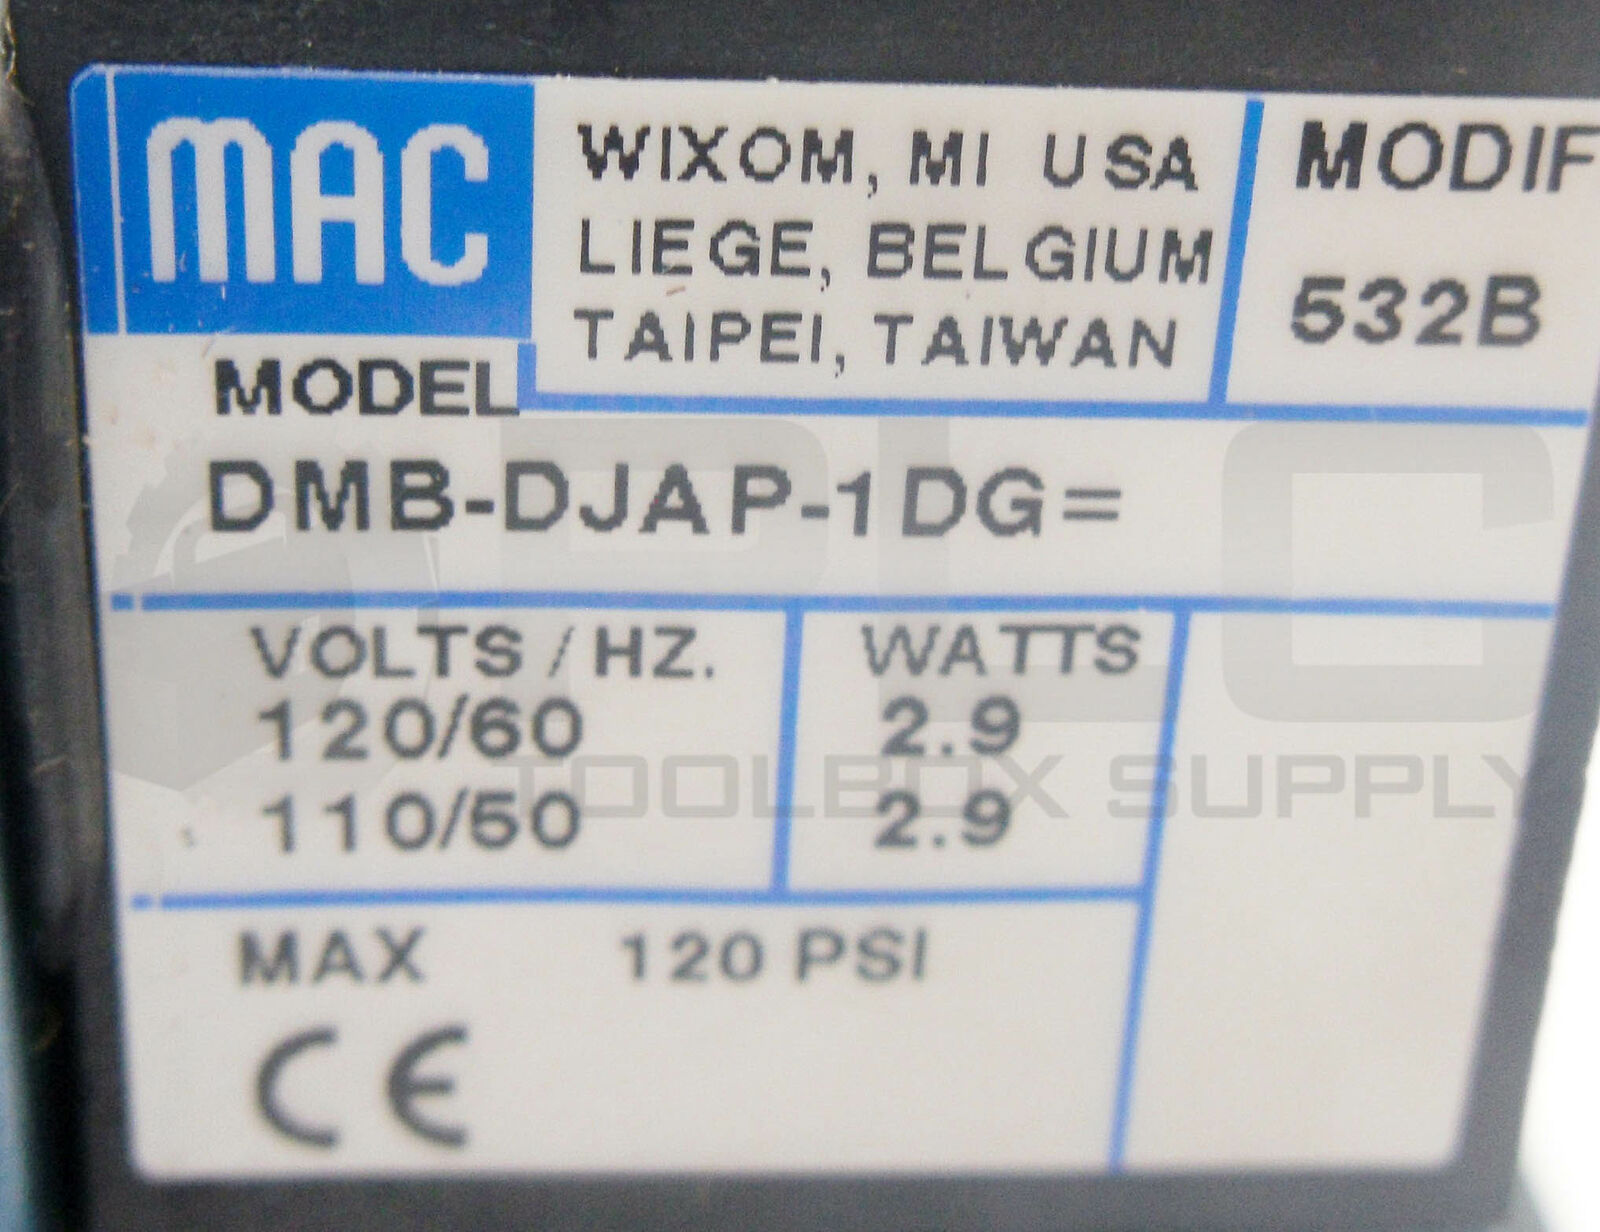 MAC
WIXOM, MI USA
LIEGE, BELGIUM
TAIPEI, TAIWAN
MODIF
532B
MODEL
DMB-DJAP-1DG=
VOLTS / HZ.
120/60
110/50
WATTS
2.9
2.9
MAX 120 PSI
CE
PLC
TOOLBOX SUPPLY